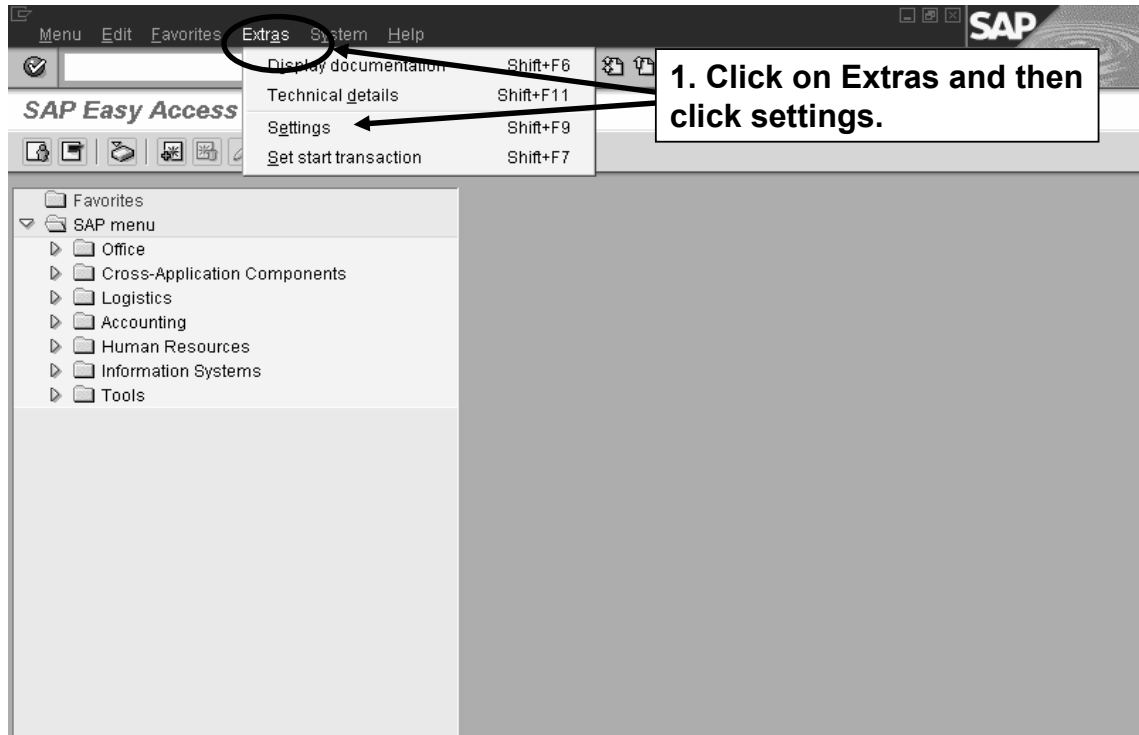 Menu Edit Favorites Extras System Help
SAP
Display documentation Shift+F6
1. Click on Extras and then
click settings.
Technical details Shift+F11
SAP Easy Access
Settings Shift+F9
Set start transaction Shift+F7
Favorites
SAP menu
Office
Cross-Application Components
Logistics
Accounting
Human Resources
Information Systems
Tools